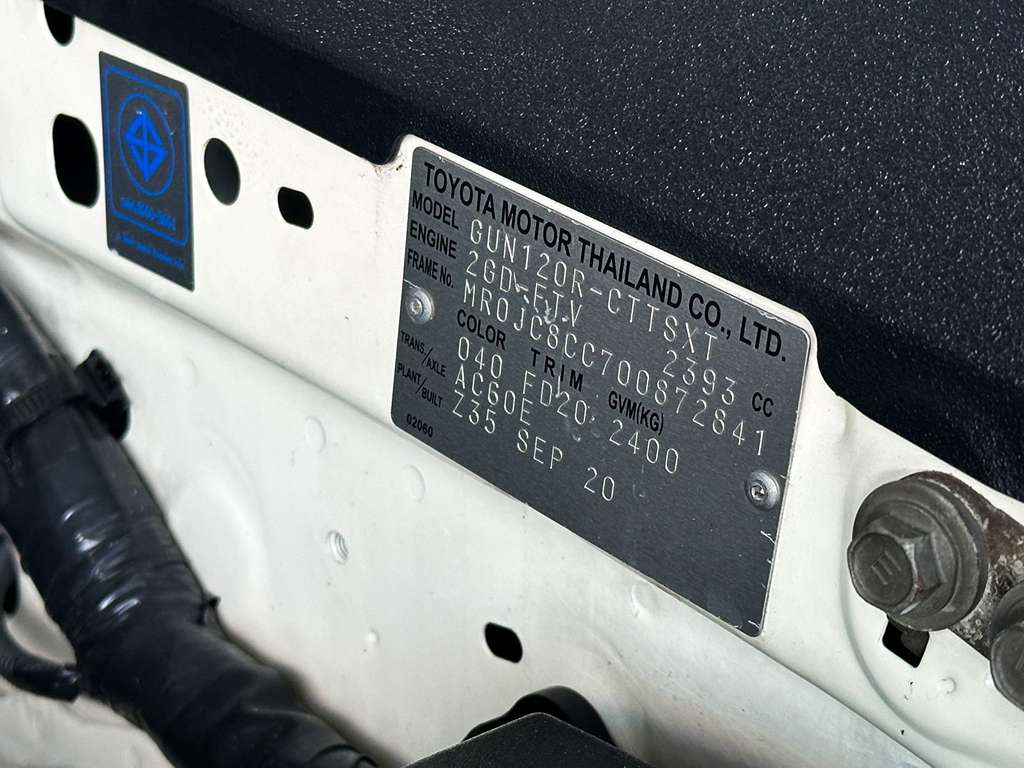 TOYOTA MOTOR THAILAND CO., LTD.
MODEL GUN120R-CTTSXT
ENGINE 2GD-FTV 2393 CC
FRAME No. MR0JC8CC700872841
COLOR TRIM GVM(KG)
040 FD20 2400
TRANS/AXLE AC60E
PLANT/BUILT Z35 SEP 20
02060